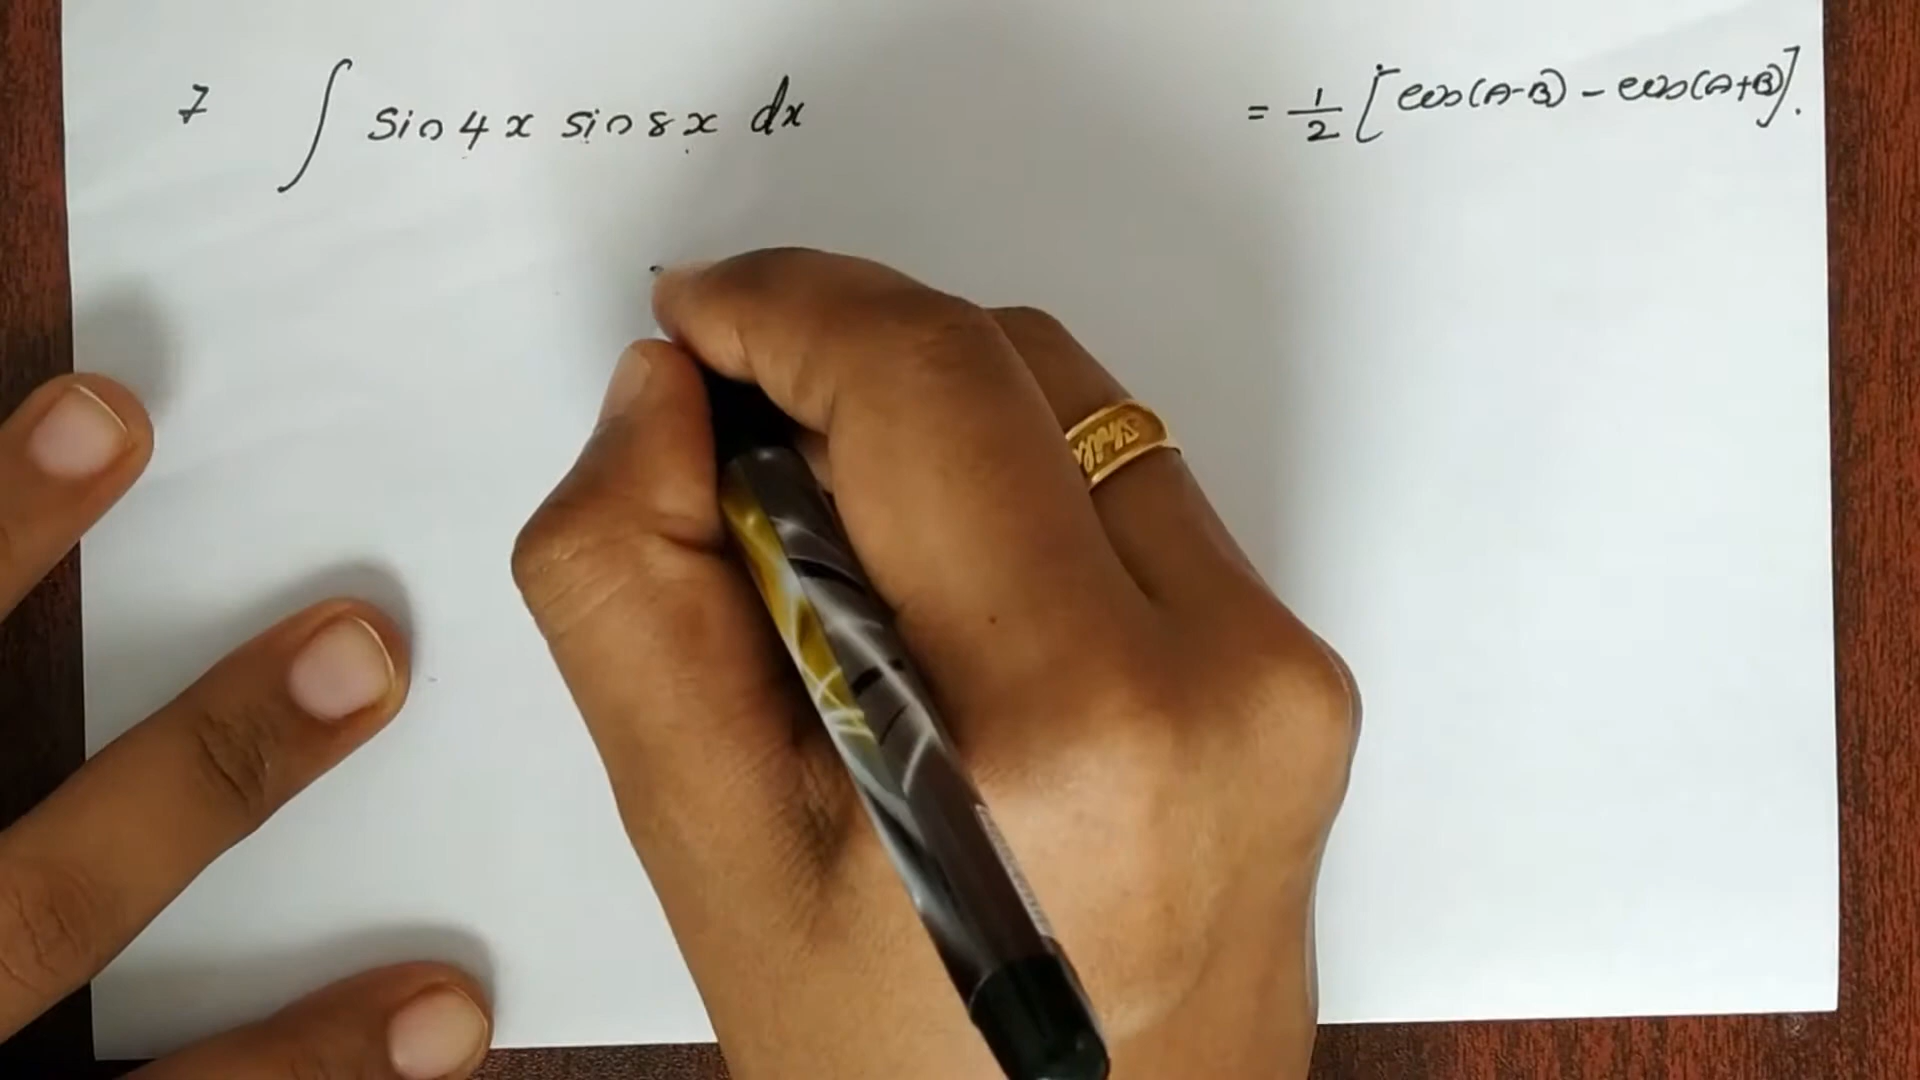 7 ∫ sin 4x sin 8x dx
= 1/2 [cos(A-B) - cos(A+B)].